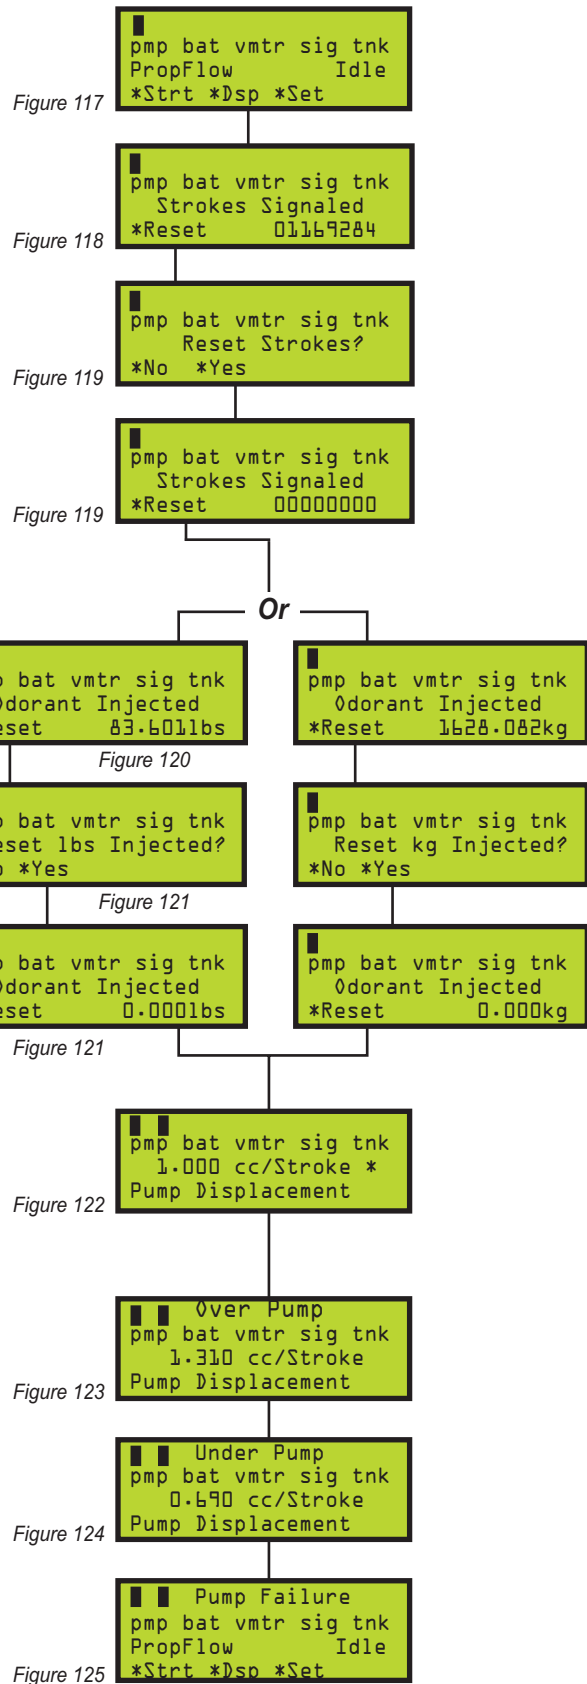 pmp bat vmtr sig tnk
PropFlow Idle
*Strt *Dsp *Set
Figure 117
pmp bat vmtr sig tnk
Strokes Signaled
*Reset 01169284
Figure 118
pmp bat vmtr sig tnk
Reset Strokes?
*No *Yes
Figure 119
pmp bat vmtr sig tnk
Strokes Signaled
*Reset 00000000
Figure 119
Or
bat vmtr sig tnk
Odorant Injected
eset 83.601lbs
Figure 120
pmp bat vmtr sig tnk
Odorant Injected
*Reset 1628.082kg
bat vmtr sig tnk
eset lbs Injected?
o *Yes
Figure 121
pmp bat vmtr sig tnk
Reset kg Injected?
*No *Yes
bat vmtr sig tnk
Odorant Injected
eset 0.000lbs
Figure 121
pmp bat vmtr sig tnk
Odorant Injected
*Reset 0.000kg
pmp bat vmtr sig tnk
1.000 cc/Stroke *
Pump Displacement
Figure 122
Over Pump
pmp bat vmtr sig tnk
1.310 cc/Stroke
Pump Displacement
Figure 123
Under Pump
pmp bat vmtr sig tnk
0.690 cc/Stroke
Pump Displacement
Figure 124
Pump Failure
pmp bat vmtr sig tnk
PropFlow Idle
*Strt *Dsp *Set
Figure 125